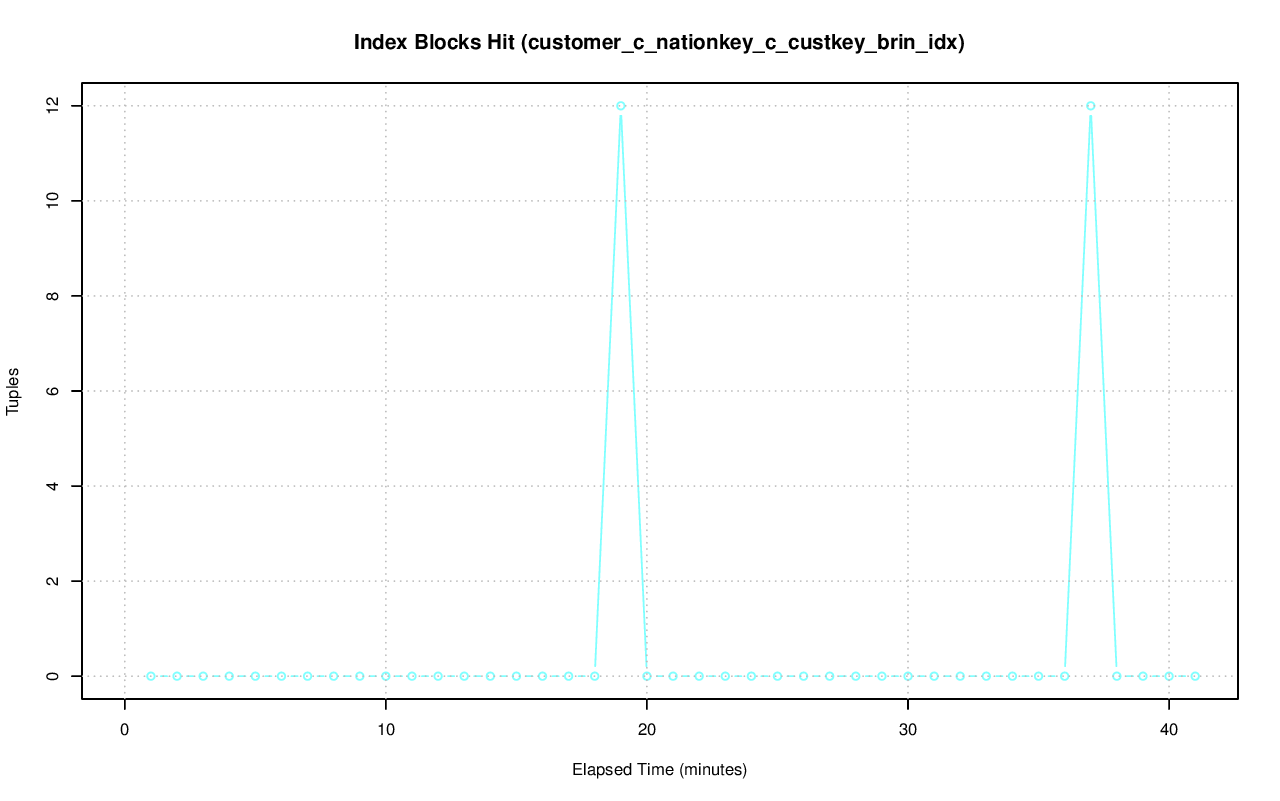 Index Blocks Hit (customer_c_nationkey_c_custkey_brin_idx)
12
10
8
6
4
2
0
Tuples
0 10 20 30 40
Elapsed Time (minutes)